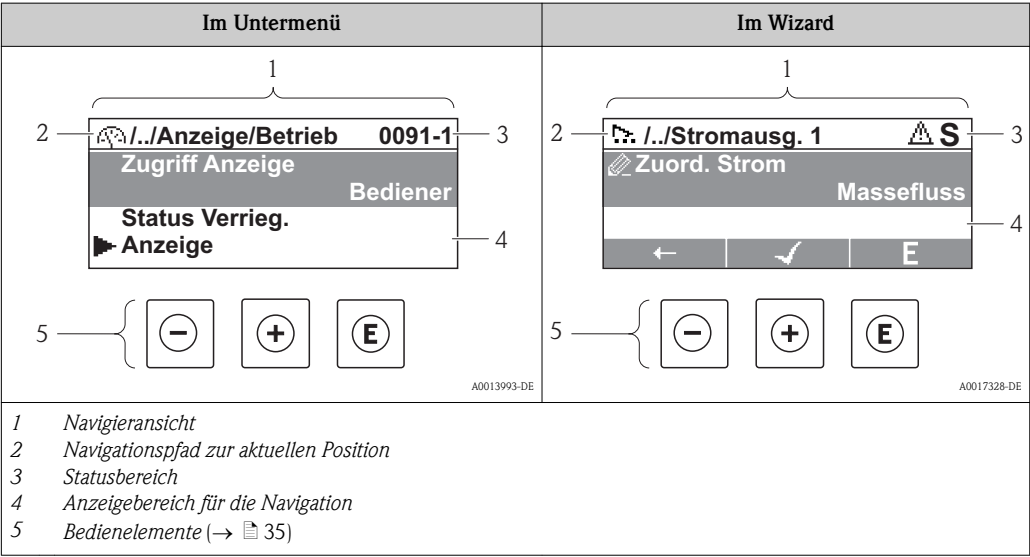 Im Untermenü
Im Wizard
1
2
/../Anzeige/Betrieb 0091-1
3
Zugriff Anzeige
Bediener
Status Verrieg.
Anzeige
4
5
- + E
A0013993-DE
1
2
/../Stromausg. 1 S
3
Zuord. Strom
Massefluss
4
← ✓ E
5
- + E
A0017328-DE
1 Navigieransicht
2 Navigationspfad zur aktuellen Position
3 Statusbereich
4 Anzeigebereich für die Navigation
5 Bedienelemente (→ 35)